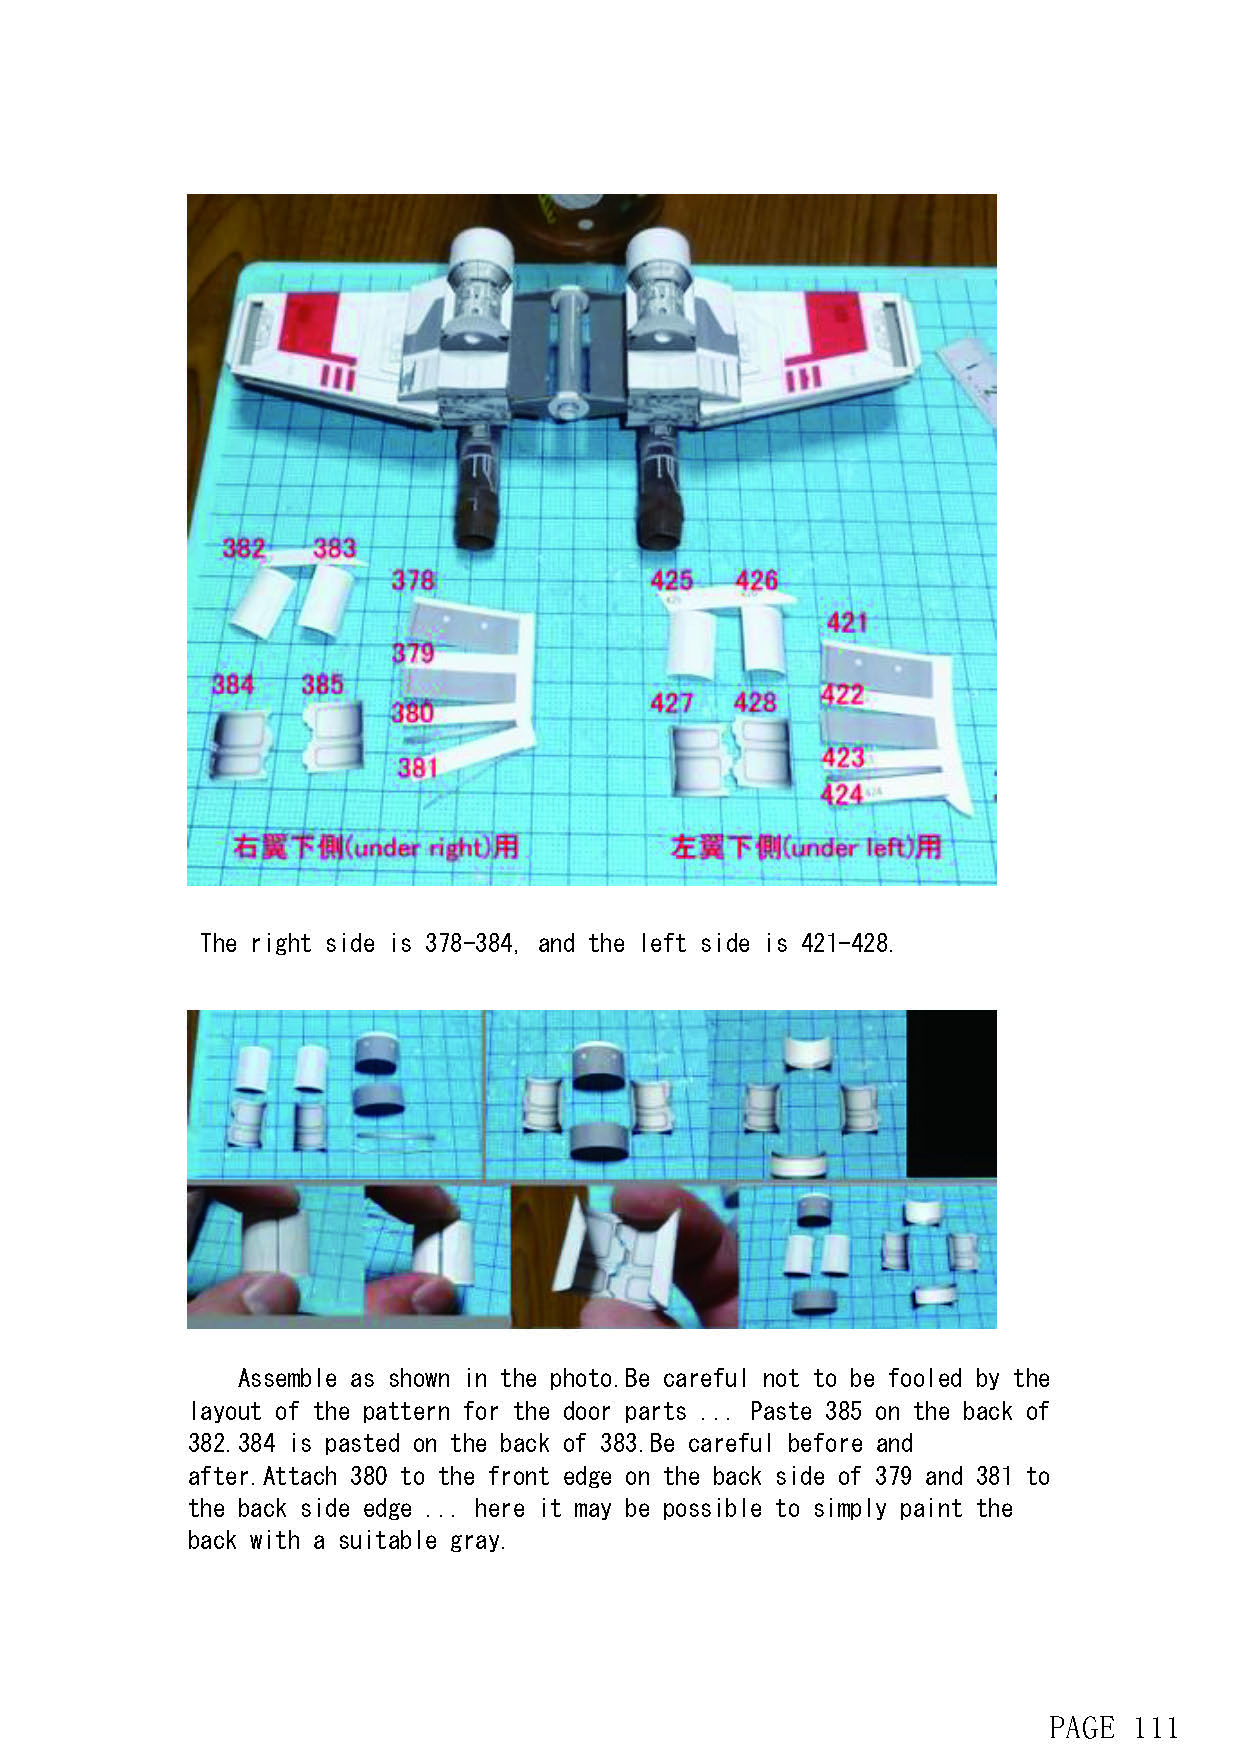 382 383
378
425 426
421
379
384 385
422
427 428
380
423
381
424
右翼下側(under right)用 左翼下側(under left)用
The right side is 378-384, and the left side is 421-428.
Assemble as shown in the photo.Be careful not to be fooled by the
layout of the pattern for the door parts ... Paste 385 on the back of
382.384 is pasted on the back of 383.Be careful before and
after.Attach 380 to the front edge on the back side of 379 and 381 to
the back side edge ... here it may be possible to simply paint the
back with a suitable gray.
PAGE 111